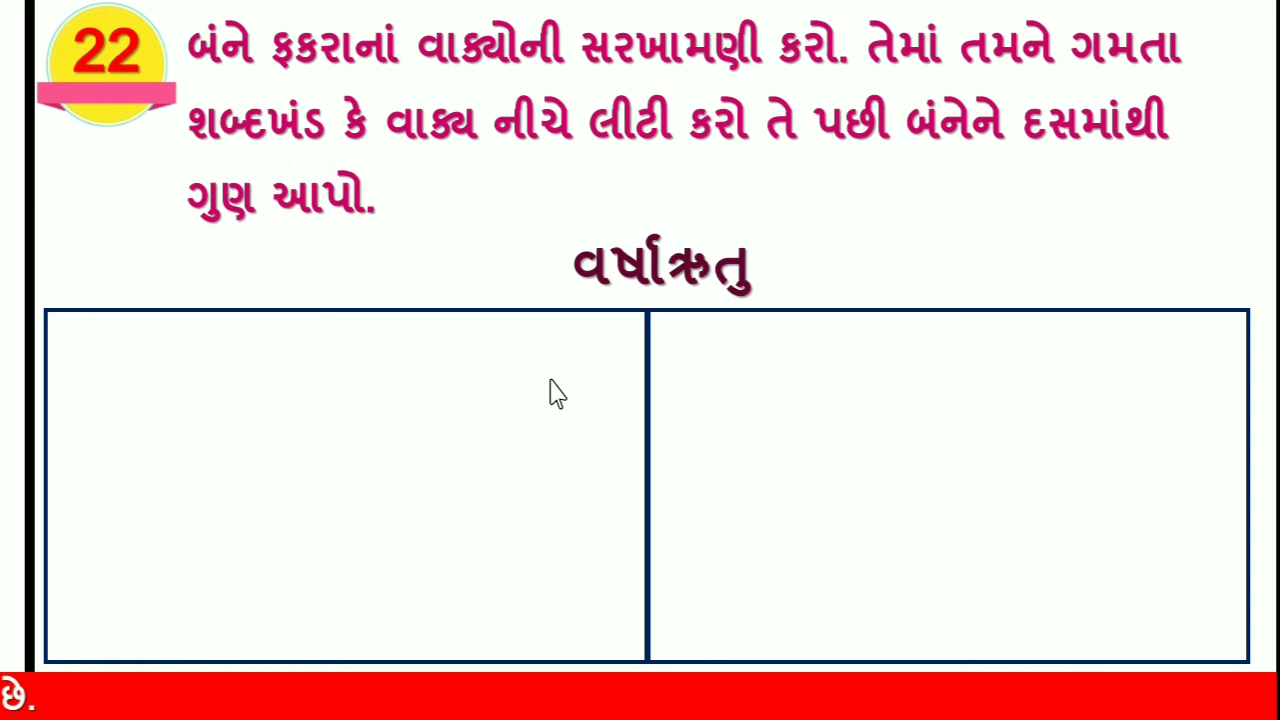 22
બંને ફકરાનાં વાક્યોની સરખામણી કરો. તેમાં તમને ગમતા
શબ્દખંડ કે વાક્ય નીચે લીટી કરો તે પછી બંનેને દસમાંથી
ગુણ આપો.
વર્ષાઋતુ
છે.